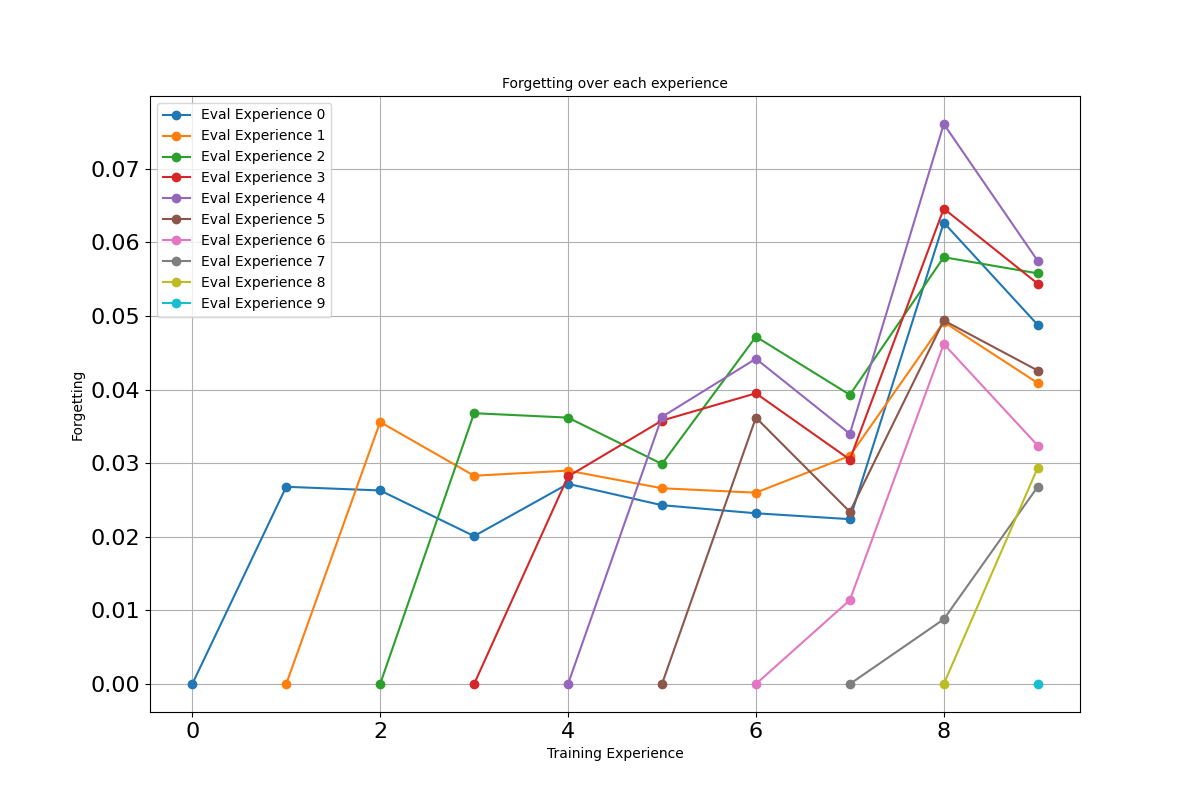 Forgetting over each experience
Eval Experience 0
Eval Experience 1
Eval Experience 2
Eval Experience 3
Eval Experience 4
Eval Experience 5
Eval Experience 6
Eval Experience 7
Eval Experience 8
Eval Experience 9
0.07
0.06
0.05
0.04
0.03
0.02
0.01
0.00
Forgetting
0 2 4 6 8
Training Experience